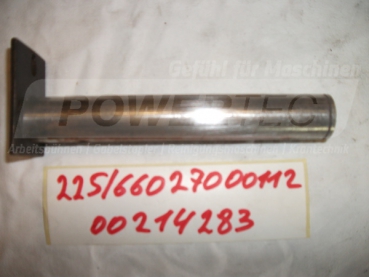 Gefühl für Maschinen
POWERTEC
225/66027000112
00214283